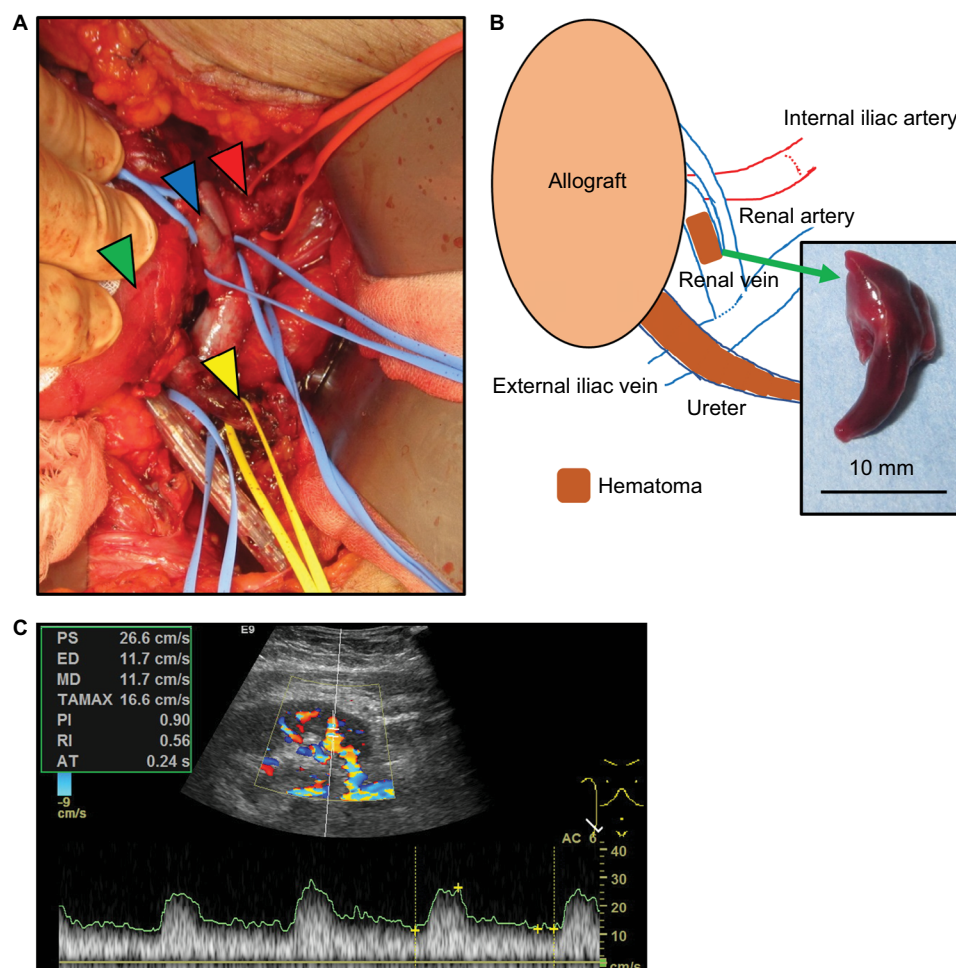 A
B
Internal iliac artery
Allograft
Renal artery
Renal vein
External iliac vein
Ureter
10 mm
Hematoma
C
E9
PS 26.6 cm/s
ED 11.7 cm/s
MD 11.7 cm/s
TAMAX 16.6 cm/s
PI 0.90
RI 0.56
AT 0.24 s
-9
cm/s
AC 6
40
30
20
10
cm/s